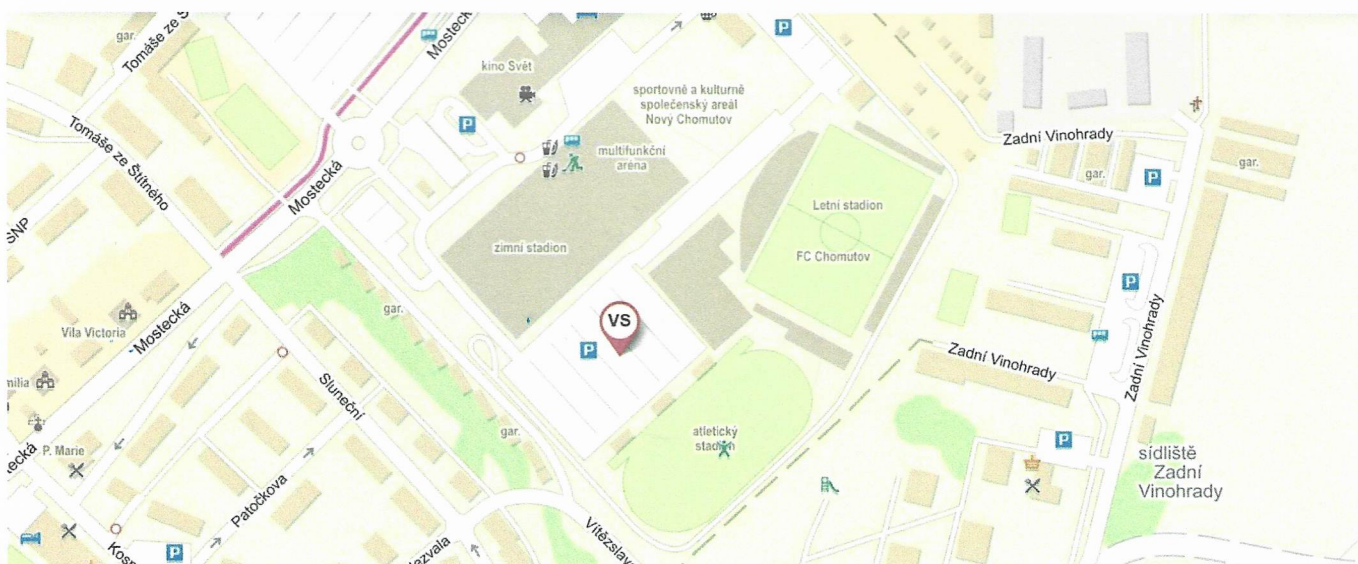 gar.
Tomáše ze
Mostecká
kino Svět
P
sportovně a kulturně
společenský areál
Nový Chomutov
P
Tomáše ze Štítného
Mostecká
multifunkční
aréna
Zadní Vinohrady
gar.
gar.
P
SNP
Letní stadion
FC Chomutov
zimní stadion
gar.
VS
P
P
Vila Victoria
Mostecká
Zadní Vinohrady
Zadní Vinohrady
Sluneční
gar.
atletický
stadion
P
P. Marie
Patočkova
sídliště
Zadní
Vinohrady
P